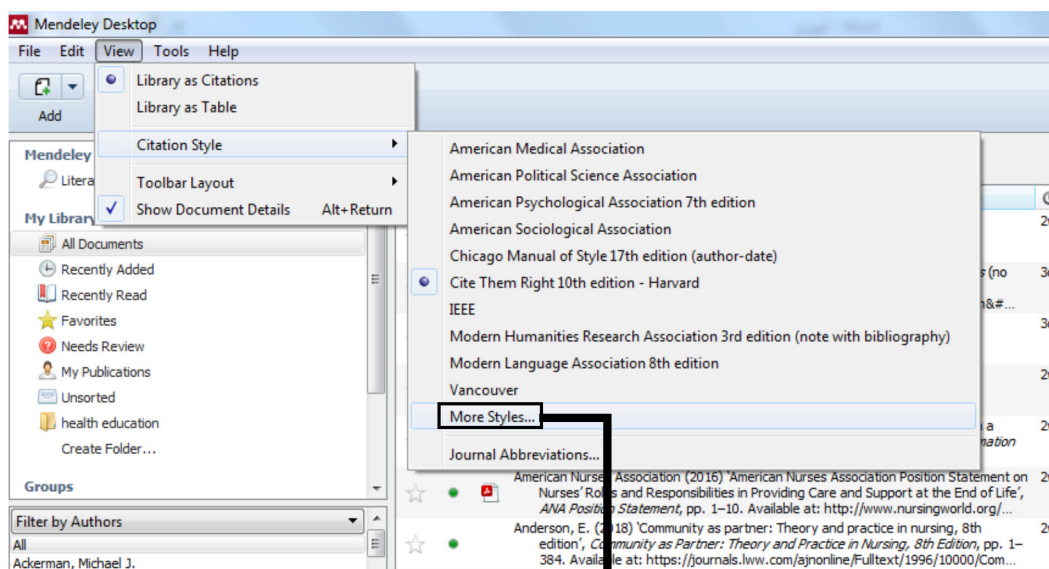 Mendeley Desktop
File Edit View Tools Help
Library as Citations
Library as Table
Add
Citation Style
Toolbar Layout
Show Document Details Alt+Return
American Medical Association
American Political Science Association
American Psychological Association 7th edition
American Sociological Association
Chicago Manual of Style 17th edition (author-date)
Cite Them Right 10th edition - Harvard
IEEE
Modern Humanities Research Association 3rd edition (note with bibliography)
Modern Language Association 8th edition
Vancouver
More Styles...
Journal Abbreviations...
Mendeley
Litera
My Library
All Documents
Recently Added
Recently Read
Favorites
Needs Review
My Publications
Unsorted
health education
Create Folder...
Groups
Filter by Authors
All
Ackerman, Michael J.
(no
American Nurses Association (2016) 'American Nurses Association Position Statement on
Nurses' Roles and Responsibilities in Providing Care and Support at the End of Life',
ANA Position Statement, pp. 1–10. Available at: http://www.nursingworld.org/...
Anderson, E. (2018) 'Community as partner: Theory and practice in nursing, 8th
edition', Community as Partner: Theory and Practice in Nursing, 8th Edition, pp. 1–
384. Available at: https://journals.lww.com/ajnonline/Fulltext/1996/10000/Com...